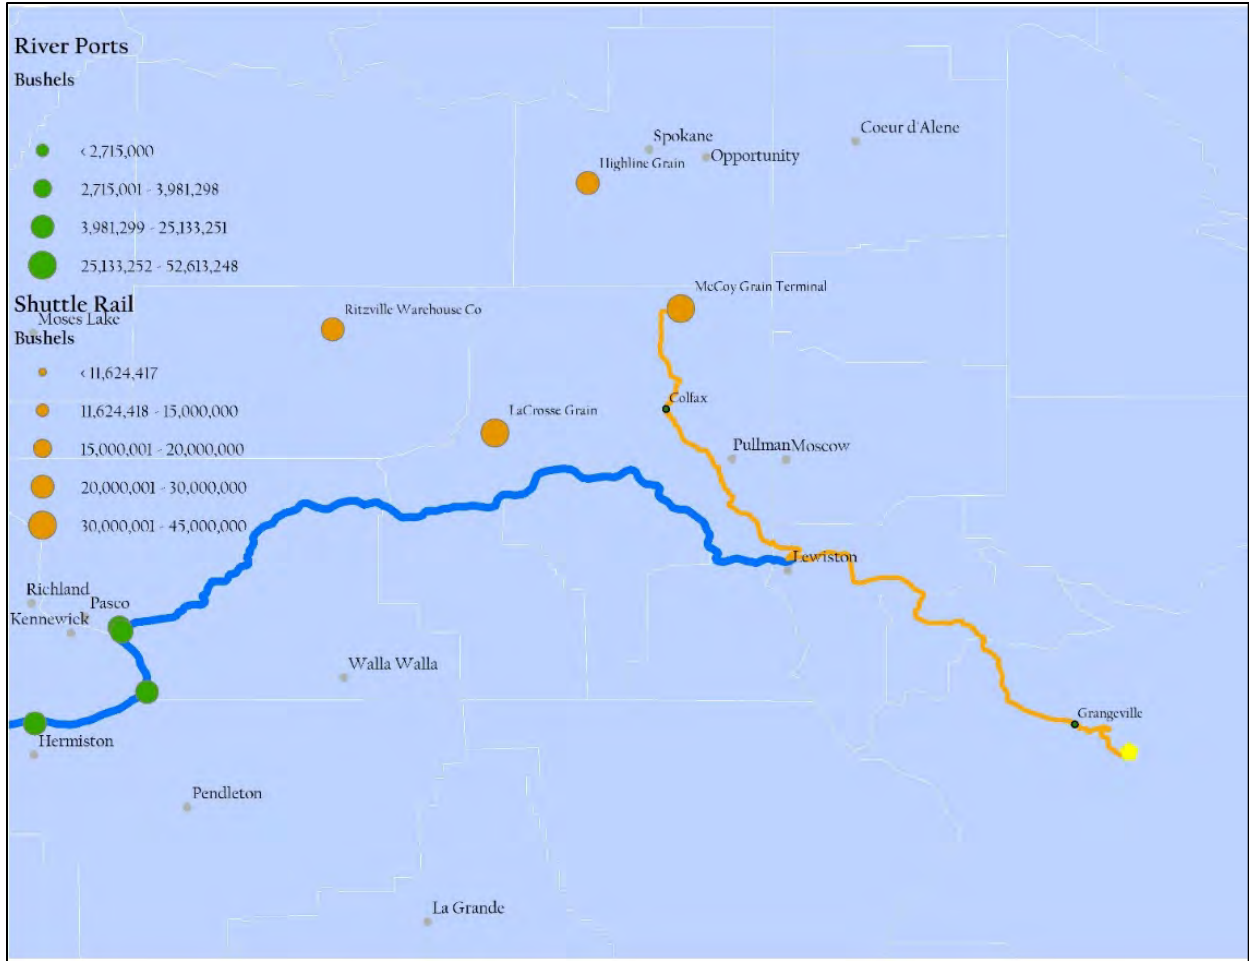 River Ports
Bushels
< 2,715,000
2,715,001 - 3,981,298
3,981,299 - 25,133,251
25,133,252 - 52,613,248
Shuttle Rail
Moses Lake
Bushels
< 11,624,417
11,624,418 - 15,000,000
15,000,001 - 20,000,000
20,000,001 - 30,000,000
30,000,001 - 45,000,000
Spokane
Opportunity
Coeur d'Alene
Highline Grain
McCoy Grain Terminal
Ritzville Warehouse Co
Colfax
LaCrosse Grain
Pullman
Moscow
Lewiston
Richland
Pasco
Kennewick
Walla Walla
Grangeville
Hermiston
Pendleton
La Grande